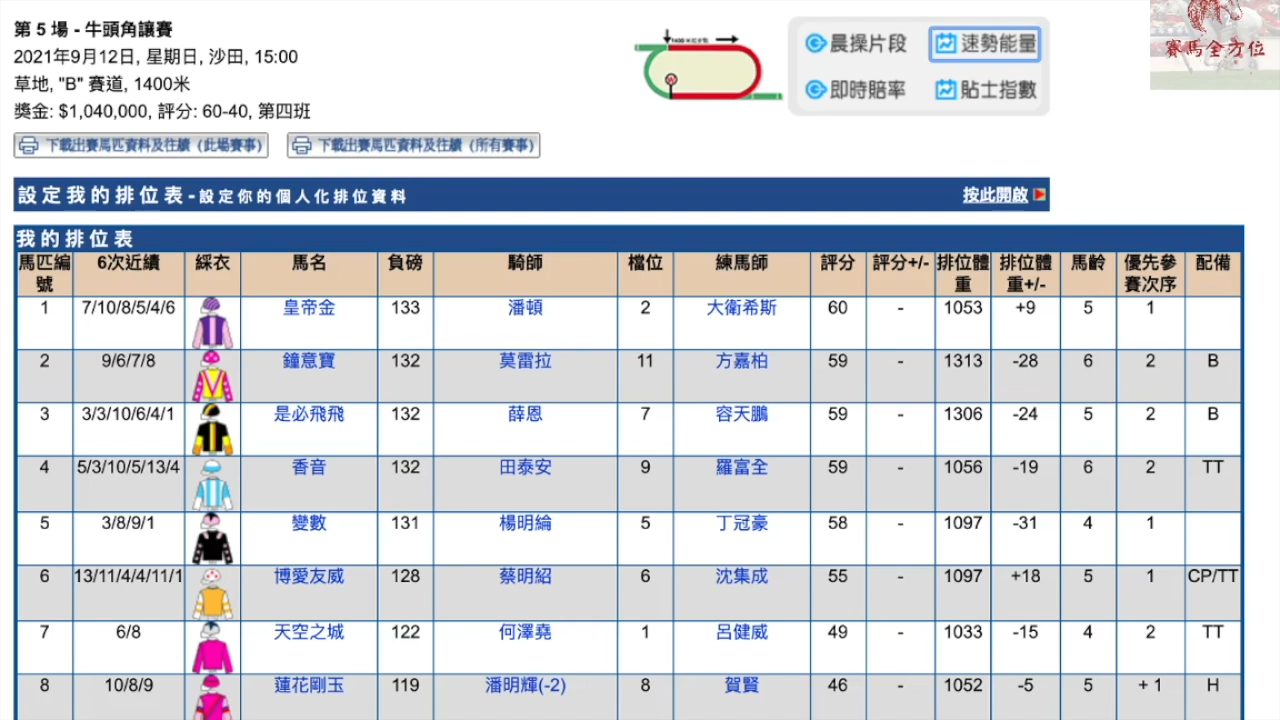 第 5 場 - 牛頭角讓賽
2021年9月12日, 星期日, 沙田, 15:00
草地, "B" 賽道, 1400米
獎金: $1,040,000, 評分: 60-40, 第四班
下載出賽馬匹資料及往績（此場賽事） 下載出賽馬匹資料及往績（所有賽事）
晨操片段 速勢能量
即時賠率 貼士指數
賽馬全方位
設定我的排位表 - 設定你的個人化排位資料 按此開啟
我的排位表
馬匹編號 6次近績 綵衣 馬名 負磅 騎師 檔位 練馬師 評分 評分+/- 排位體重 排位體重+/- 馬齡 優先參賽次序 配備
1 7/10/8/5/4/6 皇帝金 133 潘頓 2 大衛希斯 60 - 1053 +9 5 1
2 9/6/7/8 鐘意寶 132 莫雷拉 11 方嘉柏 59 - 1313 -28 6 2 B
3 3/3/10/6/4/1 是必飛飛 132 薛恩 7 容天鵬 59 - 1306 -24 5 2 B
4 5/3/10/5/13/4 香音 132 田泰安 9 羅富全 59 - 1056 -19 6 2 TT
5 3/8/9/1 變數 131 楊明綸 5 丁冠豪 58 - 1097 -31 4 1
6 13/11/4/4/11/1 博愛友威 128 蔡明紹 6 沈集成 55 - 1097 +18 5 1 CP/TT
7 6/8 天空之城 122 何澤堯 1 呂健威 49 - 1033 -15 4 2 TT
8 10/8/9 蓮花剛玉 119 潘明輝(-2) 8 賀賢 46 - 1052 -5 5 + 1 H